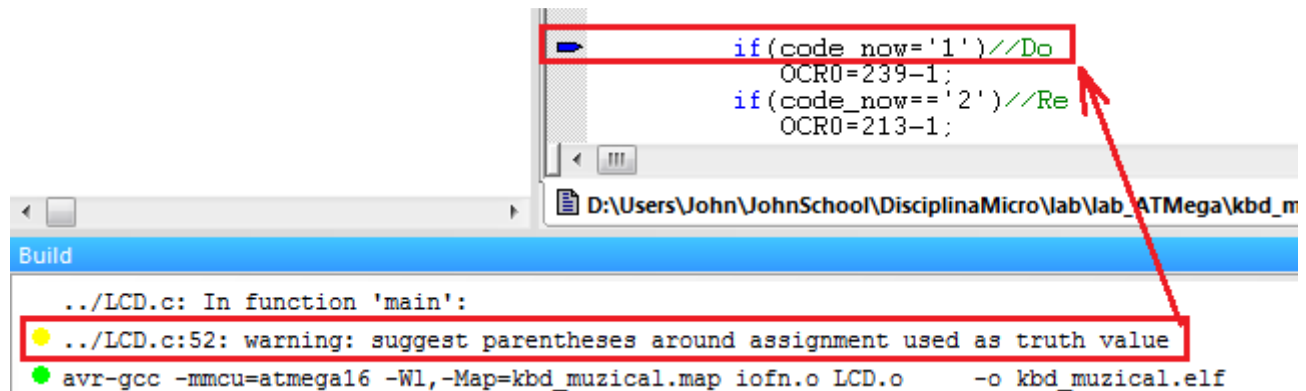 if(code_now='1')//Do
OCR0=239-1;
if(code_now=='2')//Re
OCR0=213-1;
D:\Users\John\JohnSchool\DisciplinaMicro\lab\lab_ATMega\kbd_m
Build
../LCD.c: In function 'main':
../LCD.c:52: warning: suggest parentheses around assignment used as truth value
avr-gcc -mmcu=atmega16 -Wl,-Map=kbd_muzical.map iofn.o LCD.o     -o kbd_muzical.elf